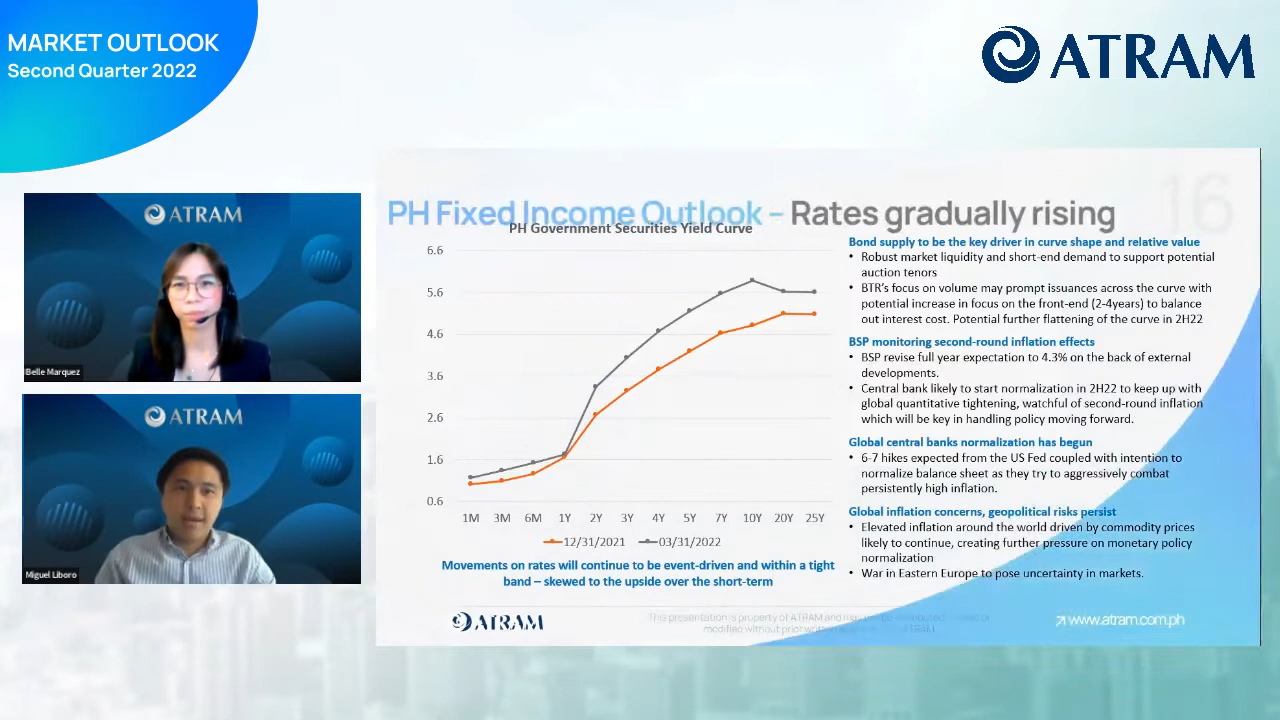 MARKET OUTLOOK
Second Quarter 2022
ATRAM
ATRAM
Belle Marquez
ATRAM
Miguel Liboro
PH Fixed Income Outlook – Rates gradually rising
16
PH Government Securities Yield Curve
6.6
5.6
4.6
3.6
2.6
1.6
0.6
1M 3M 6M 1Y 2Y 3Y 4Y 5Y 7Y 10Y 20Y 25Y
12/31/2021 03/31/2022
Movements on rates will continue to be event-driven and within a tight
band – skewed to the upside over the short-term
Bond supply to be the key driver in curve shape and relative value
• Robust market liquidity and short-end demand to support potential
auction tenors
• BTR's focus on volume may prompt issuances across the curve with
potential increase in focus on the front-end (2-4years) to balance
out interest cost. Potential further flattening of the curve in 2H22
BSP monitoring second-round inflation effects
• BSP revise full year expectation to 4.3% on the back of external
developments.
• Central bank likely to start normalization in 2H22 to keep up with
global quantitative tightening, watchful of second-round inflation
which will be key in handling policy moving forward.
Global central banks normalization has begun
• 6-7 hikes expected from the US Fed coupled with intention to
normalize balance sheet as they try to aggressively combat
persistently high inflation.
Global inflation concerns, geopolitical risks persist
• Elevated inflation around the world driven by commodity prices
likely to continue, creating further pressure on monetary policy
normalization
• War in Eastern Europe to pose uncertainty in markets.
ATRAM
This presentation is property of ATRAM and
modified without prior
www.atram.com.ph